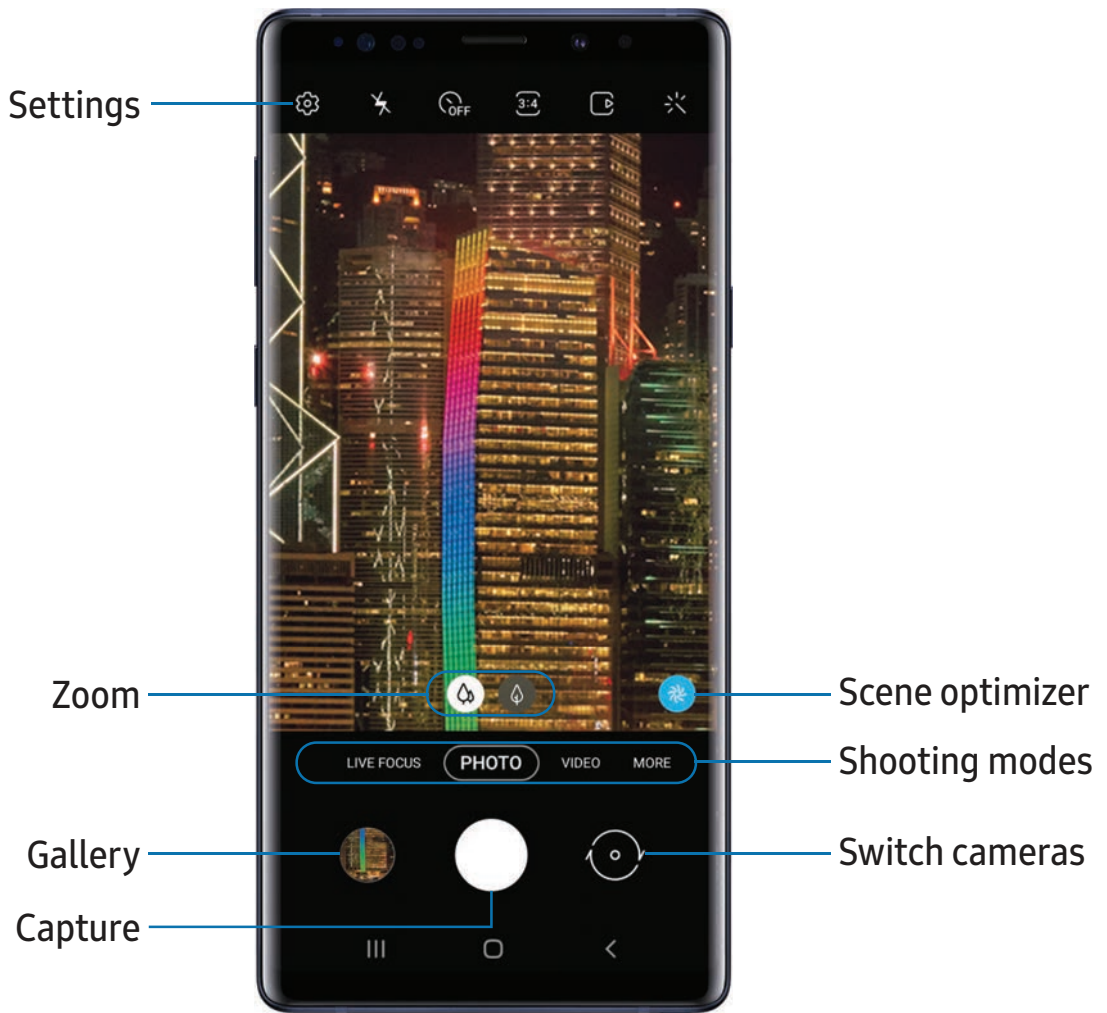 Settings
OFF
3:4
Zoom
Scene optimizer
LIVE FOCUS PHOTO VIDEO MORE
Shooting modes
Gallery
Switch cameras
Capture